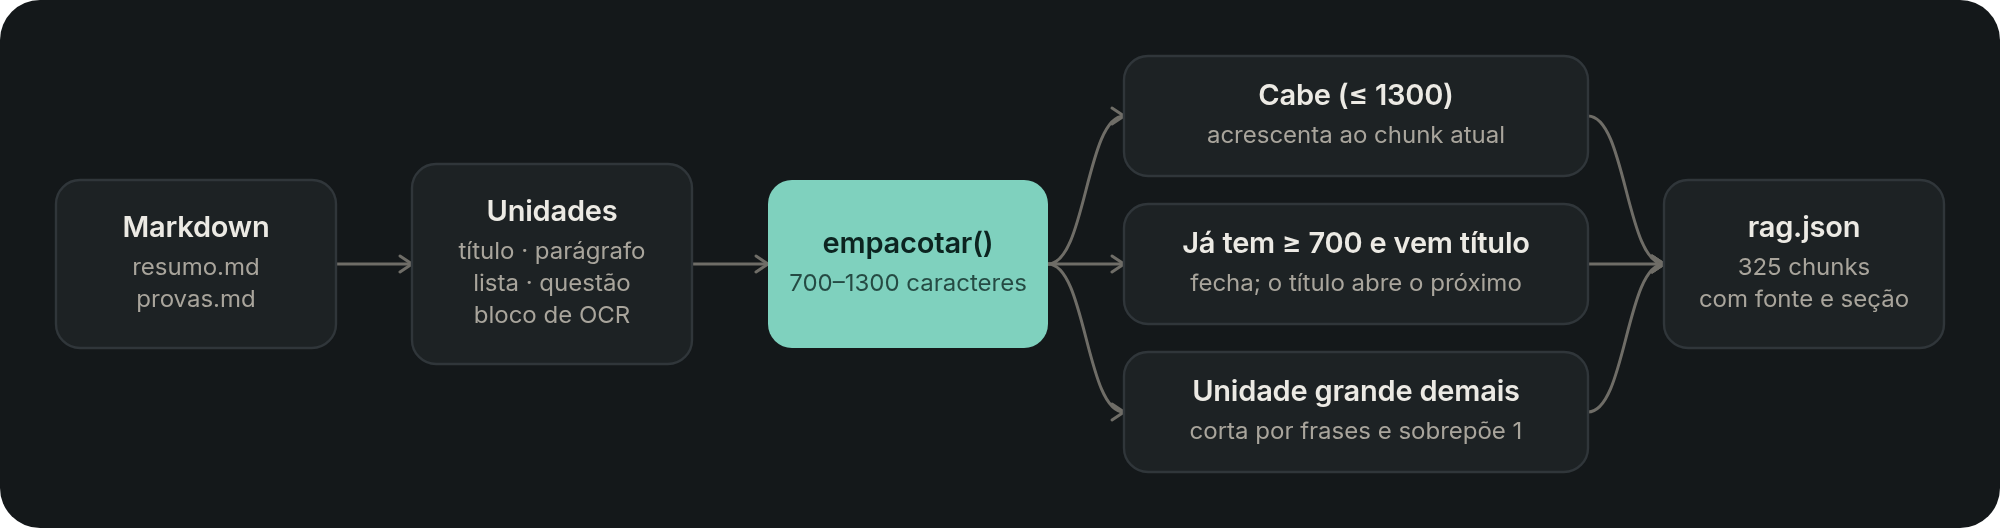 Markdown
resumo.md
provas.md
Unidades
título · parágrafo
lista · questão
bloco de OCR
empacotar()
700–1300 caracteres
Cabe (≤ 1300)
acrescenta ao chunk atual
Já tem ≥ 700 e vem título
fecha; o título abre o próximo
Unidade grande demais
corta por frases e sobrepõe 1
rag.json
325 chunks
com fonte e seção